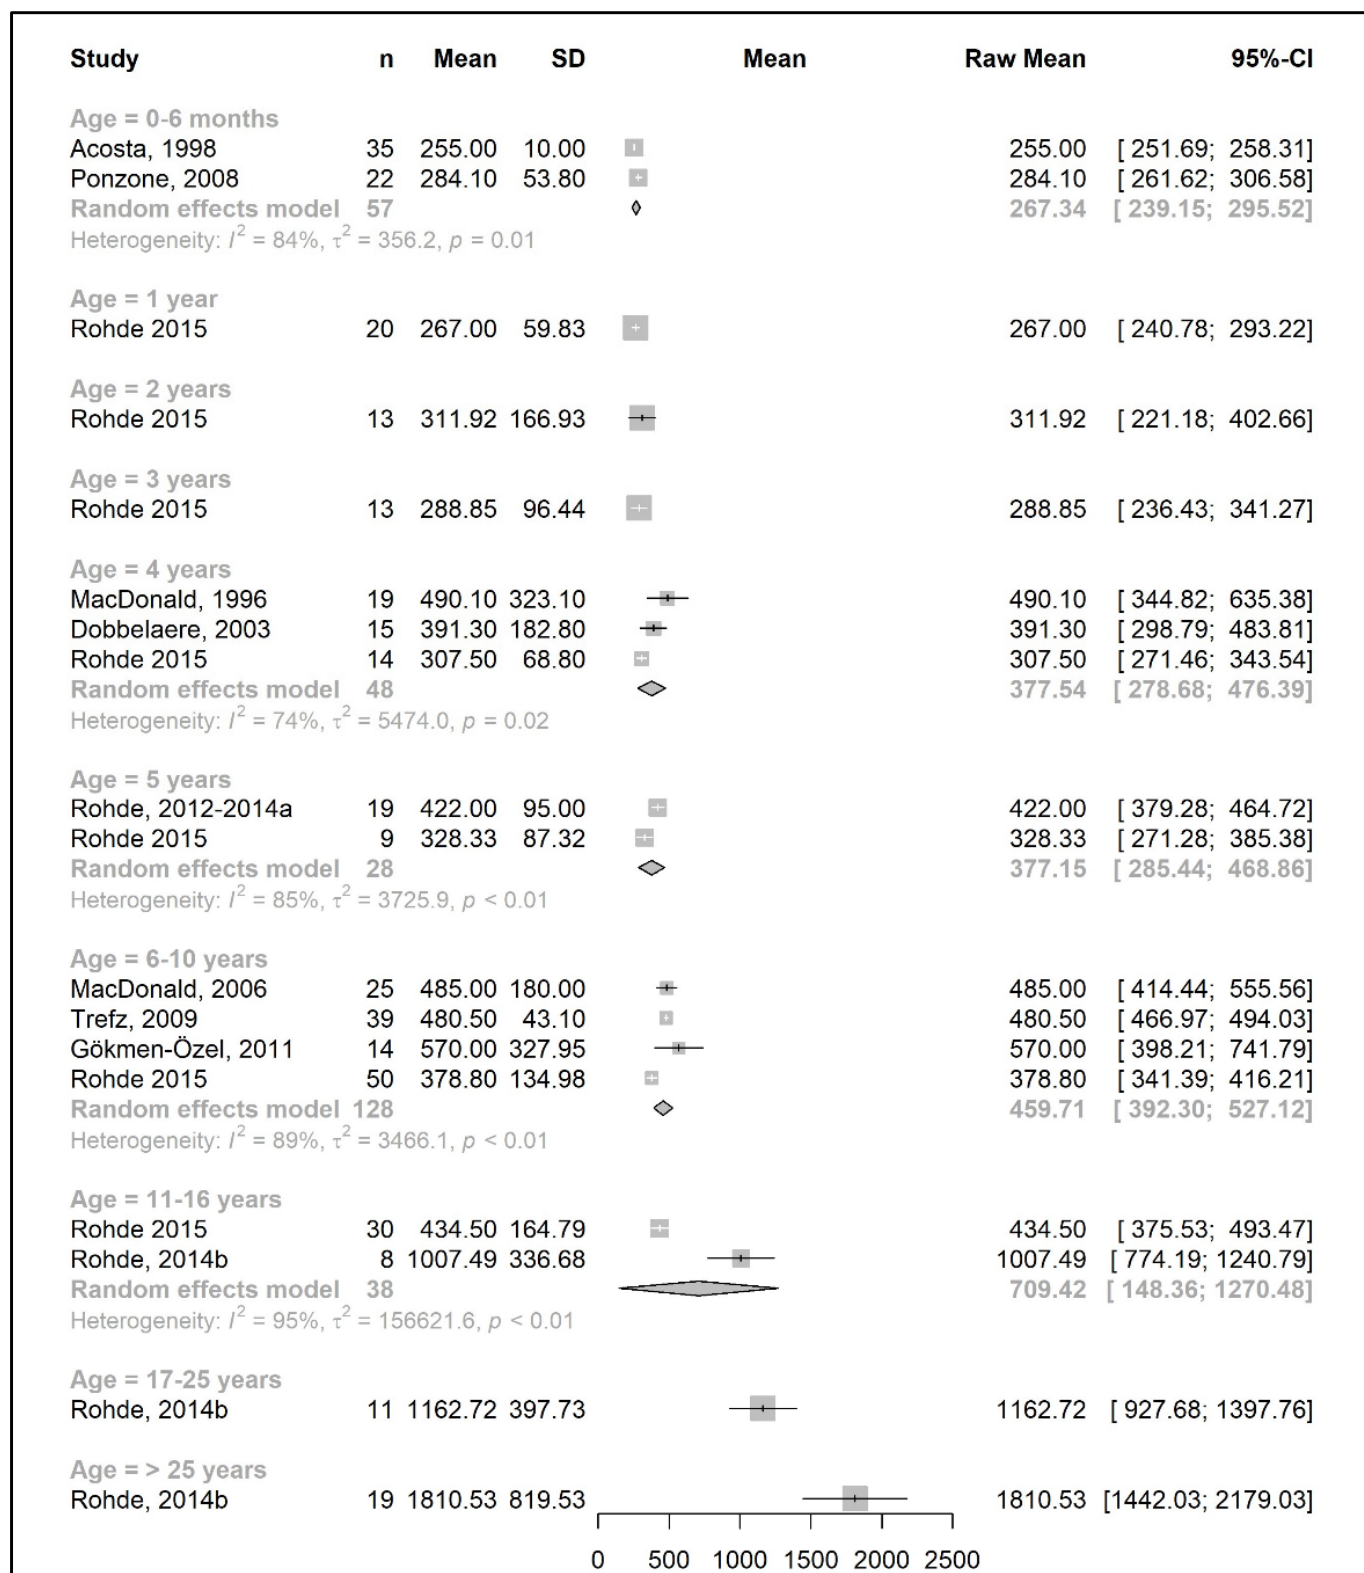 Study n Mean SD Mean Raw Mean 95%-CI
Age = 0-6 months
Acosta, 1998 35 255.00 10.00 255.00 [ 251.69; 258.31]
Ponzone, 2008 22 284.10 53.80 284.10 [ 261.62; 306.58]
Random effects model 57 267.34 [ 239.15; 295.52]
Heterogeneity: I² = 84%, τ² = 356.2, p = 0.01
Age = 1 year
Rohde 2015 20 267.00 59.83 267.00 [ 240.78; 293.22]
Age = 2 years
Rohde 2015 13 311.92 166.93 311.92 [ 221.18; 402.66]
Age = 3 years
Rohde 2015 13 288.85 96.44 288.85 [ 236.43; 341.27]
Age = 4 years
MacDonald, 1996 19 490.10 323.10 490.10 [ 344.82; 635.38]
Dobbelaere, 2003 15 391.30 182.80 391.30 [ 298.79; 483.81]
Rohde 2015 14 307.50 68.80 307.50 [ 271.46; 343.54]
Random effects model 48 377.54 [ 278.68; 476.39]
Heterogeneity: I² = 74%, τ² = 5474.0, p = 0.02
Age = 5 years
Rohde, 2012-2014a 19 422.00 95.00 422.00 [ 379.28; 464.72]
Rohde 2015 9 328.33 87.32 328.33 [ 271.28; 385.38]
Random effects model 28 377.15 [ 285.44; 468.86]
Heterogeneity: I² = 85%, τ² = 3725.9, p < 0.01
Age = 6-10 years
MacDonald, 2006 25 485.00 180.00 485.00 [ 414.44; 555.56]
Trefz, 2009 39 480.50 43.10 480.50 [ 466.97; 494.03]
Gökmen-Özel, 2011 14 570.00 327.95 570.00 [ 398.21; 741.79]
Rohde 2015 50 378.80 134.98 378.80 [ 341.39; 416.21]
Random effects model 128 459.71 [ 392.30; 527.12]
Heterogeneity: I² = 89%, τ² = 3466.1, p < 0.01
Age = 11-16 years
Rohde 2015 30 434.50 164.79 434.50 [ 375.53; 493.47]
Rohde, 2014b 8 1007.49 336.68 1007.49 [ 774.19; 1240.79]
Random effects model 38 709.42 [ 148.36; 1270.48]
Heterogeneity: I² = 95%, τ² = 156621.6, p < 0.01
Age = 17-25 years
Rohde, 2014b 11 1162.72 397.73 1162.72 [ 927.68; 1397.76]
Age = > 25 years
Rohde, 2014b 19 1810.53 819.53 1810.53 [1442.03; 2179.03]
0 500 1000 1500 2000 2500